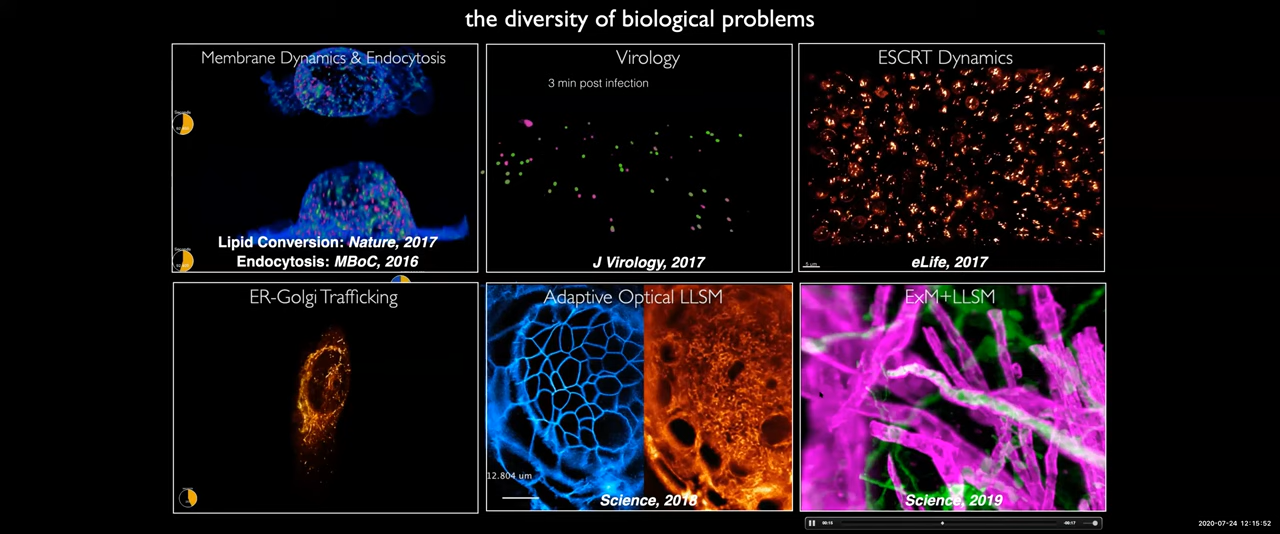 the diversity of biological problems
Membrane Dynamics & Endocytosis
Lipid Conversion: Nature, 2017
Endocytosis: MBoC, 2016
Virology
3 min post infection
J Virology, 2017
ESCRT Dynamics
5 um
eLife, 2017
ER-Golgi Trafficking
Adaptive Optical LLSM
12.804 um
Science, 2018
ExM+LLSM
Science, 2019
2020-07-24 12:15:52